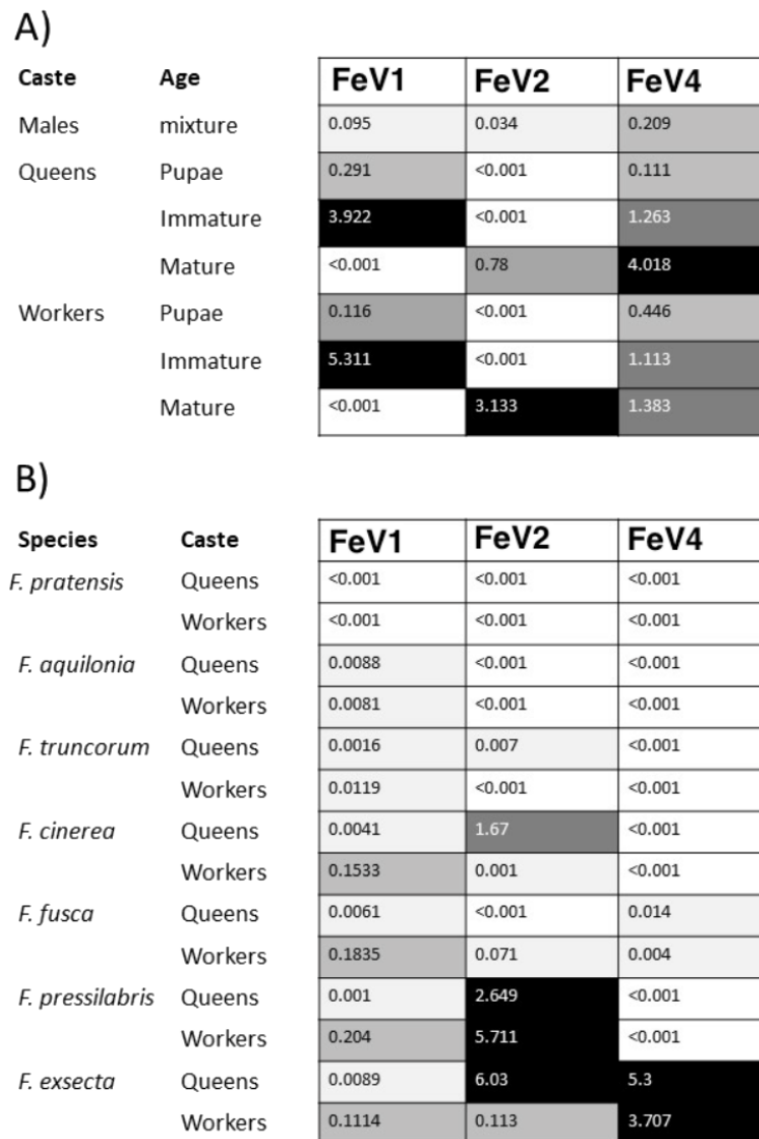 A)
Caste Age FeV1 FeV2 FeV4
Males mixture 0.095 0.034 0.209
Queens Pupae 0.291 <0.001 0.111
Immature 3.922 <0.001 1.263
Mature <0.001 0.78 4.018
Workers Pupae 0.116 <0.001 0.446
Immature 5.311 <0.001 1.113
Mature <0.001 3.133 1.383
B)
Species Caste FeV1 FeV2 FeV4
F. pratensis Queens <0.001 <0.001 <0.001
Workers <0.001 <0.001 <0.001
F. aquilonia Queens 0.0088 <0.001 <0.001
Workers 0.0081 <0.001 <0.001
F. truncorum Queens 0.0016 0.007 <0.001
Workers 0.0119 <0.001 <0.001
F. cinerea Queens 0.0041 1.67 <0.001
Workers 0.1533 0.001 <0.001
F. fusca Queens 0.0061 <0.001 0.014
Workers 0.1835 0.071 0.004
F. pressilabris Queens 0.001 2.649 <0.001
Workers 0.204 5.711 <0.001
F. exsecta Queens 0.0089 6.03 5.3
Workers 0.1114 0.113 3.707